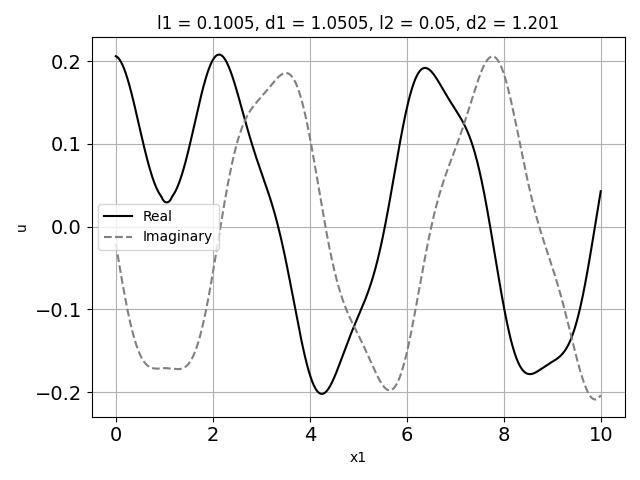 l1 = 0.1005, d1 = 1.0505, l2 = 0.05, d2 = 1.201
0.2
0.1
0.0
−0.1
−0.2
u
Real
Imaginary
0 2 4 6 8 10
x1